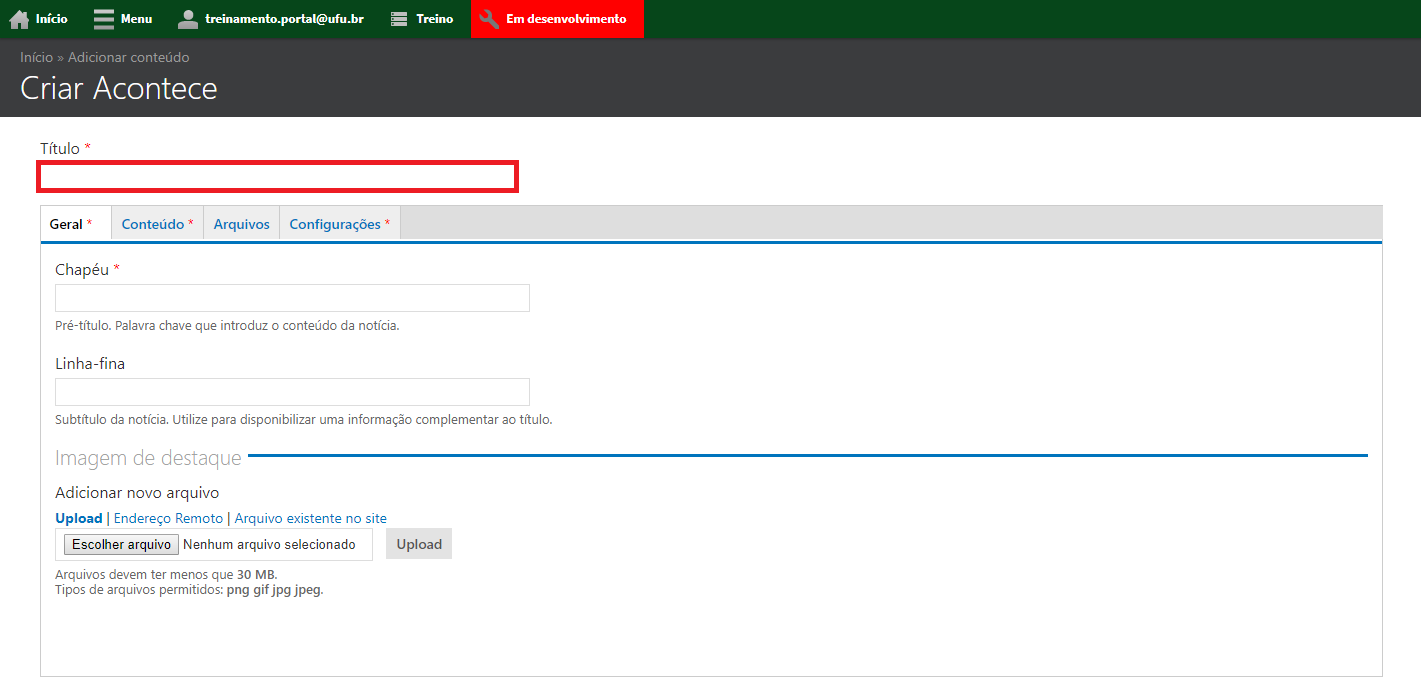 Início Menu treinamento.portal@ufu.br Treino Em desenvolvimento
Início » Adicionar conteúdo
Criar Acontece
Título *
Geral * Conteúdo * Arquivos Configurações *
Chapéu *
Pré-título. Palavra chave que introduz o conteúdo da notícia.
Linha-fina
Subtítulo da notícia. Utilize para disponibilizar uma informação complementar ao título.
Imagem de destaque
Adicionar novo arquivo
Upload | Endereço Remoto | Arquivo existente no site
Escolher arquivo Nenhum arquivo selecionado Upload
Arquivos devem ter menos que 30 MB.
Tipos de arquivos permitidos: png gif jpg jpeg.